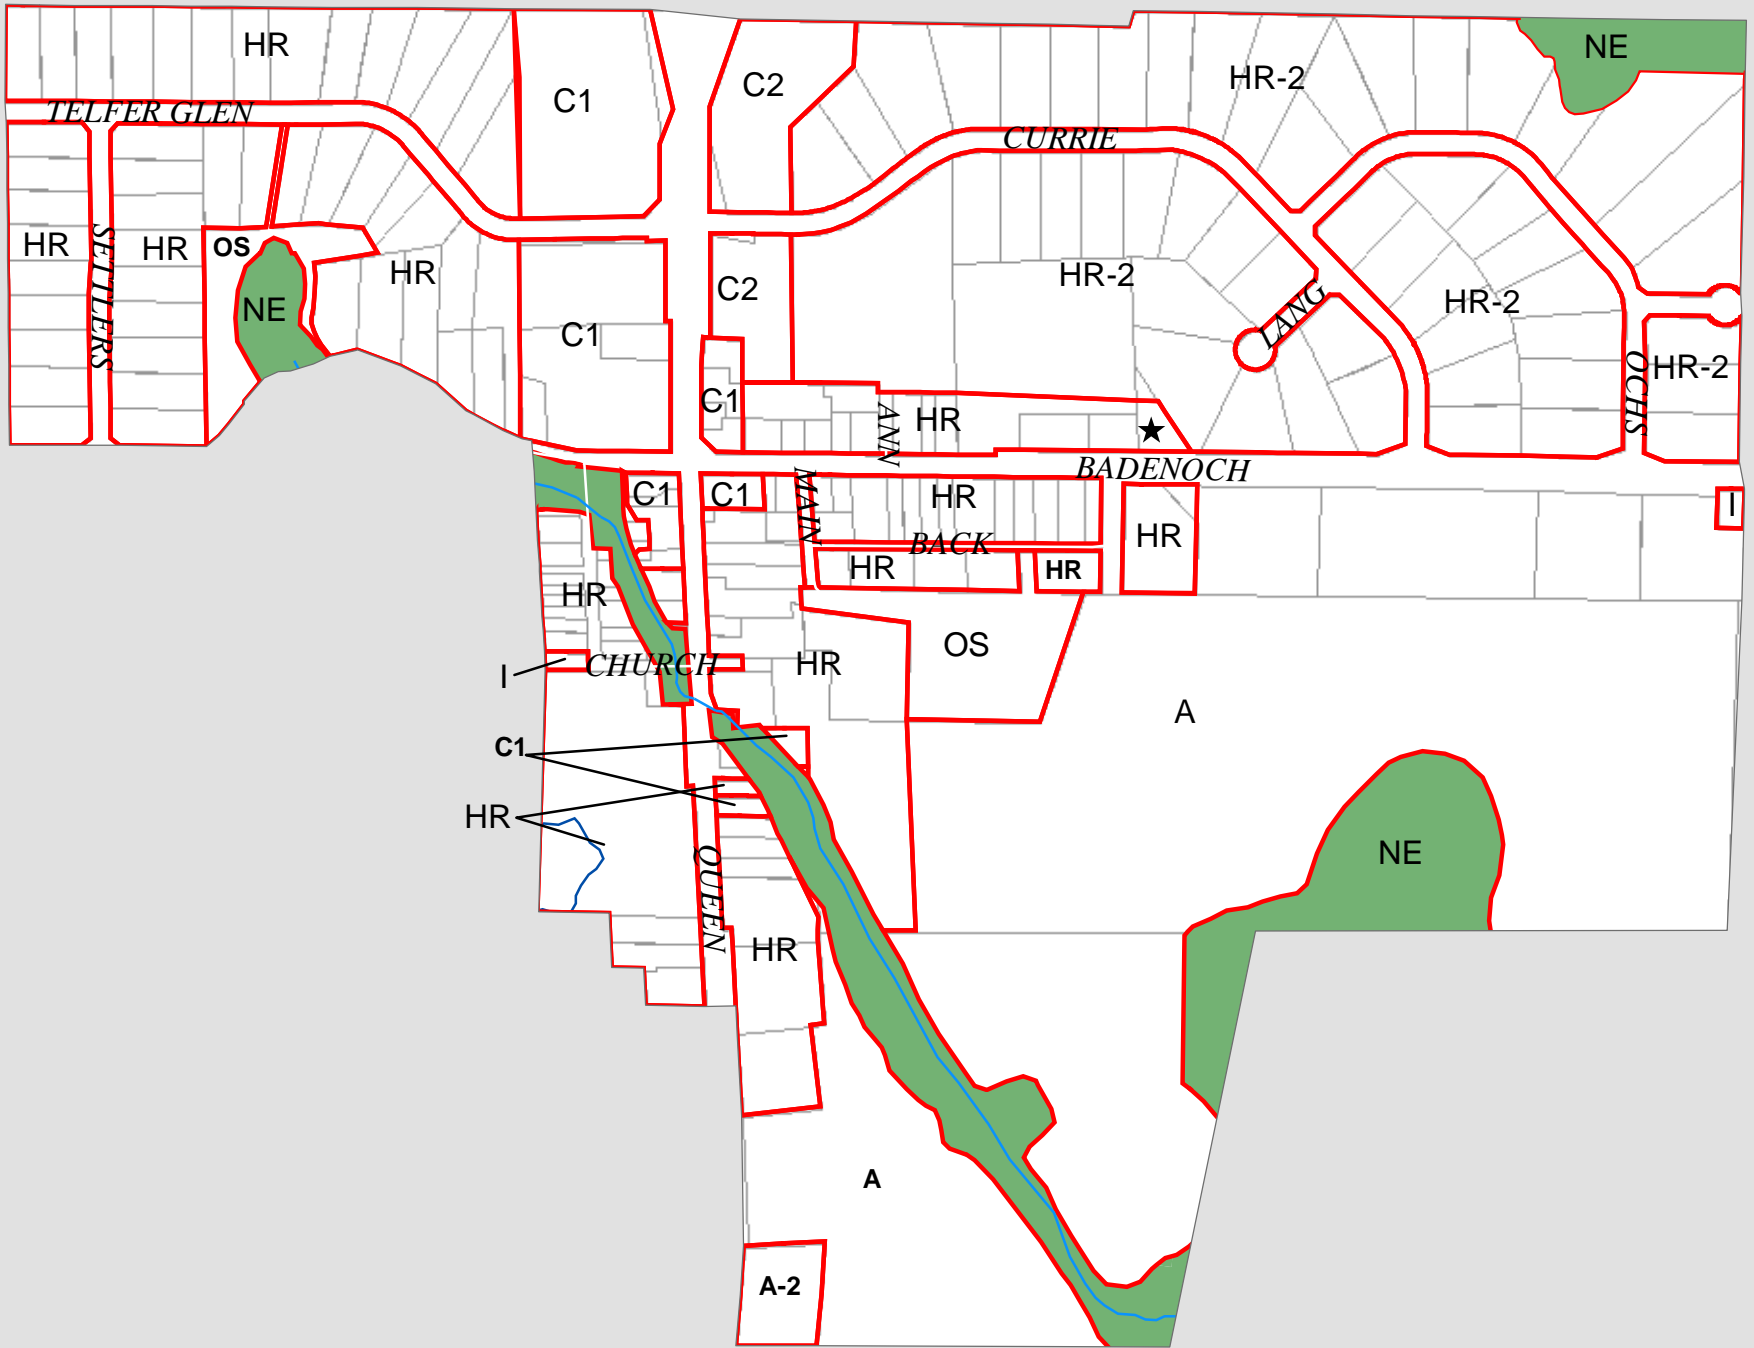 HR
NE
HR-2
C2
C1
TELFER GLEN
CURRIE
HR
SETTLERS
HR
OS
HR
HR-2
C2
NE
LANG
HR-2
C1
OCHS
HR-2
C1
ANN
HR
BADENOCH
C1
C1
MAIN
HR
I
HR
BACK
HR
HR
HR
OS
CHURCH
HR
I
A
C1
HR
NE
QUEEN
HR
A
A-2